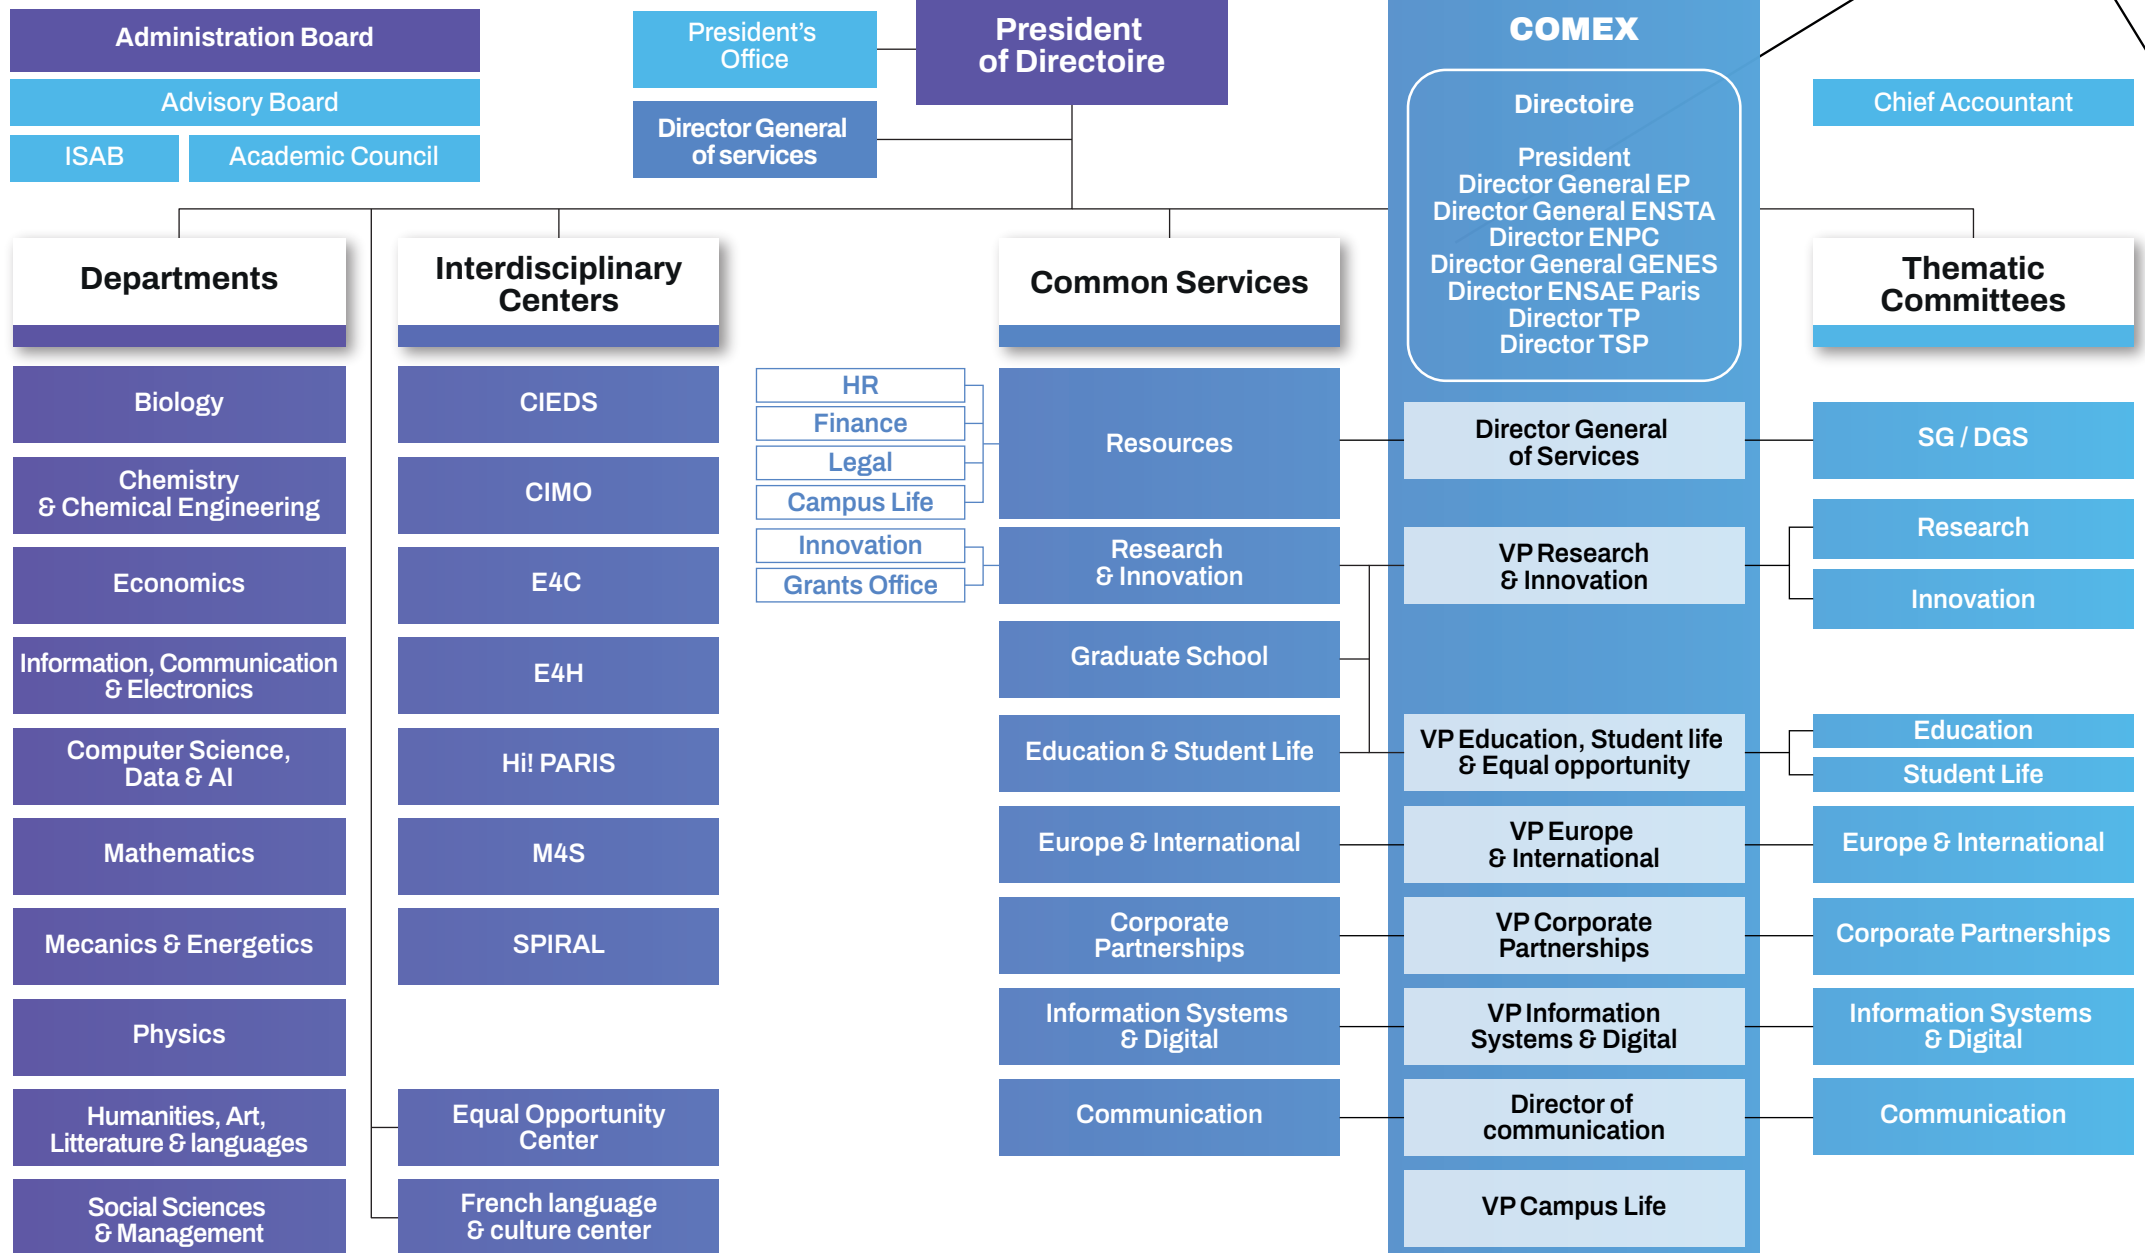 Administration Board
Advisory Board
ISAB
Academic Council
President's
Office
Director General
of services
President
of Directoire
COMEX
Directoire
President
Director General EP
Director General ENSTA
Director ENPC
Director General GENES
Director ENSAE Paris
Director TP
Director TSP
Chief Accountant
Departments
Biology
Chemistry
& Chemical Engineering
Economics
Information, Communication
& Electronics
Computer Science,
Data & AI
Mathematics
Mecanics & Energetics
Physics
Humanities, Art,
Litterature & languages
Social Sciences
& Management
Interdisciplinary
Centers
CIEDS
CIMO
E4C
E4H
Hi! PARIS
M4S
SPIRAL
Equal Opportunity
Center
French language
& culture center
HR
Finance
Legal
Campus Life
Innovation
Grants Office
Common Services
Resources
Research
& Innovation
Graduate School
Education & Student Life
Europe & International
Corporate
Partnerships
Information Systems
& Digital
Communication
Director General
of Services
VP Research
& Innovation
VP Education, Student life
& Equal opportunity
VP Europe
& International
VP Corporate
Partnerships
VP Information
Systems & Digital
Director of
communication
VP Campus Life
Thematic
Committees
SG / DGS
Research
Innovation
Education
Student Life
Europe & International
Corporate Partnerships
Information Systems
& Digital
Communication